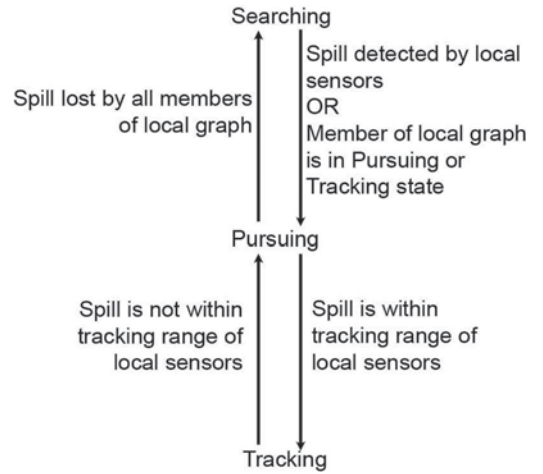 Searching
Spill lost by all members
of local graph
Spill detected by local
sensors
OR
Member of local graph
is in Pursuing or
Tracking state
Pursuing
Spill is not within
tracking range of
local sensors
Spill is within
tracking range of
local sensors
Tracking